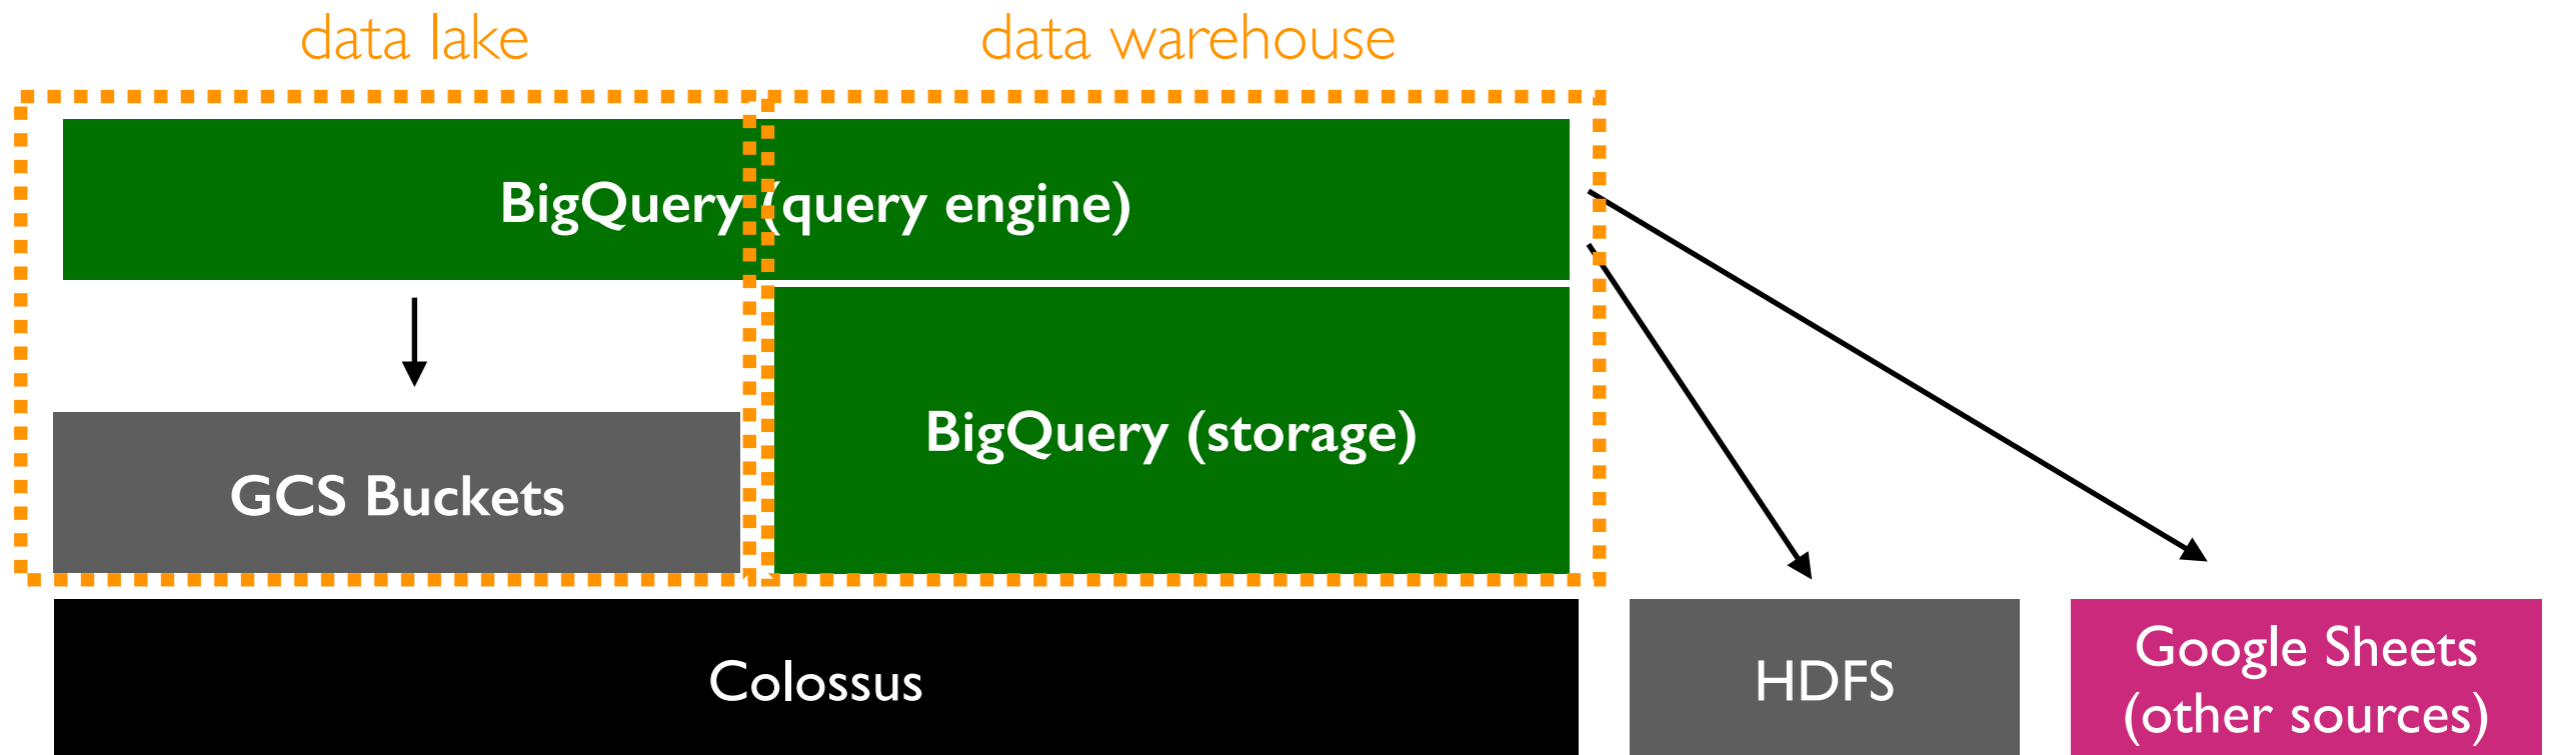 data lake
data warehouse
BigQuery (query engine)
BigQuery (storage)
GCS Buckets
Colossus
HDFS
Google Sheets
(other sources)